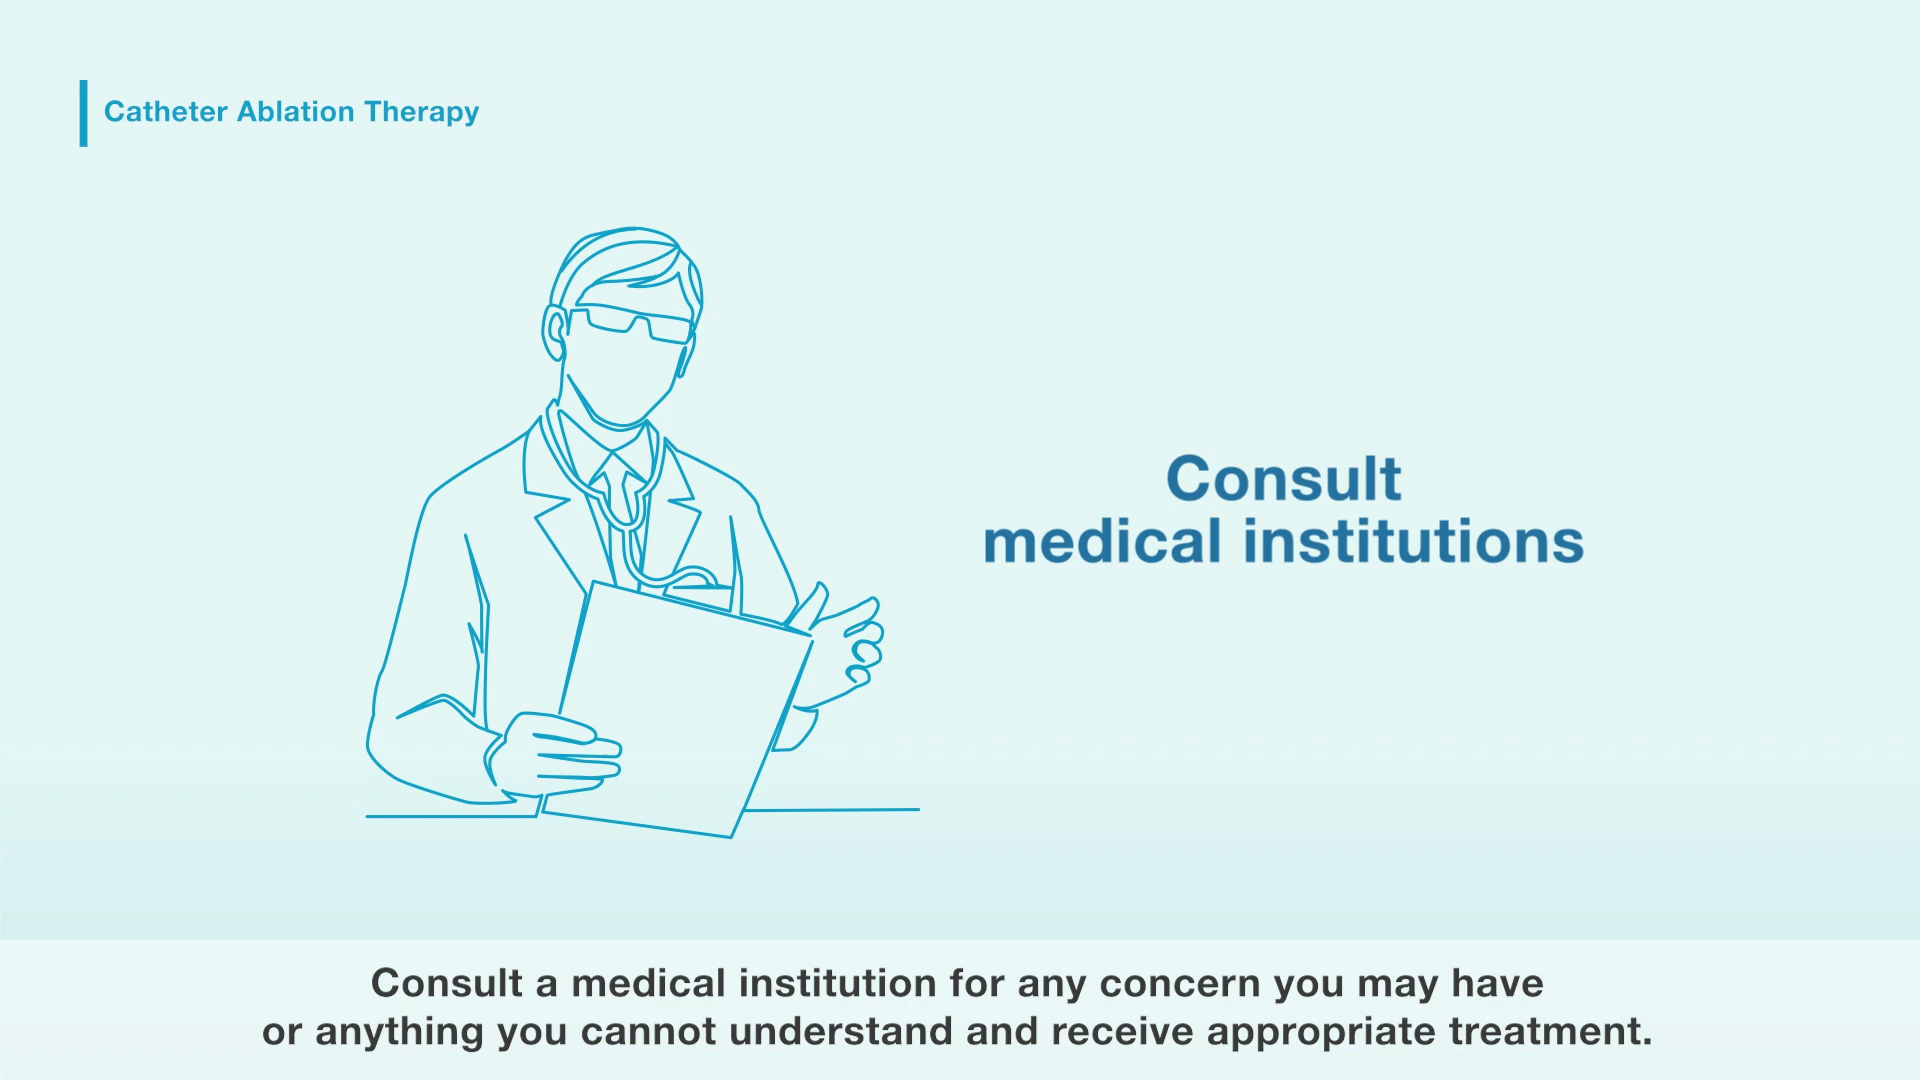 Catheter Ablation Therapy
Consult
medical institutions
Consult a medical institution for any concern you may have
or anything you cannot understand and receive appropriate treatment.